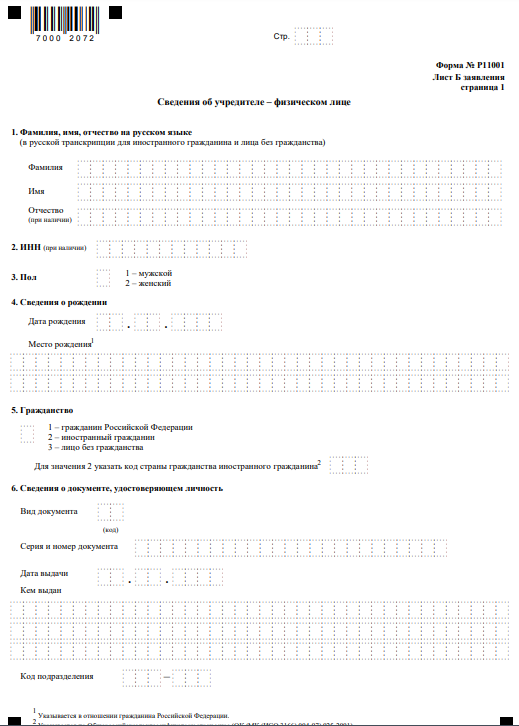 7000 2072
Стр.
Форма № Р11001
Лист Б заявления
страница 1
Сведения об учредителе – физическом лице
1. Фамилия, имя, отчество на русском языке
(в русской транскрипции для иностранного гражданина и лица без гражданства)
Фамилия
Имя
Отчество
(при наличии)
2. ИНН (при наличии)
3. Пол
1 – мужской
2 – женский
4. Сведения о рождении
Дата рождения . .
Место рождения1
5. Гражданство
1 – гражданин Российской Федерации
2 – иностранный гражданин
3 – лицо без гражданства
Для значения 2 указать код страны гражданства иностранного гражданина2
6. Сведения о документе, удостоверяющем личность
Вид документа
(код)
Серия и номер документа
Дата выдачи . .
Кем выдан
Код подразделения –
1 Указывается в отношении гражданина Российской Федерации.
2